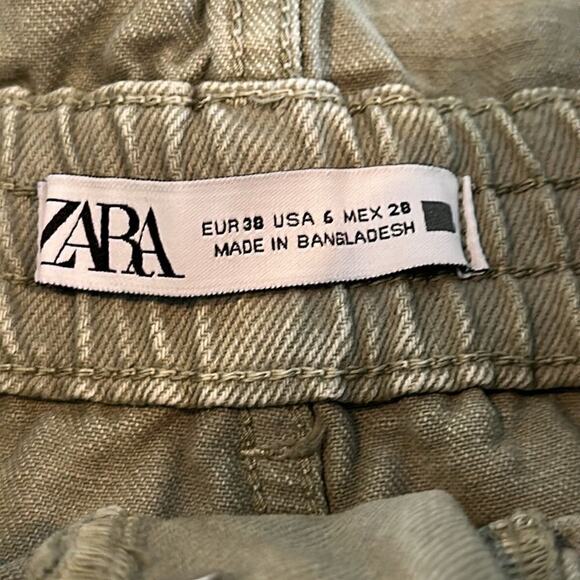 ZARA
EUR 38 USA 6 MEX 28
MADE IN BANGLADESH